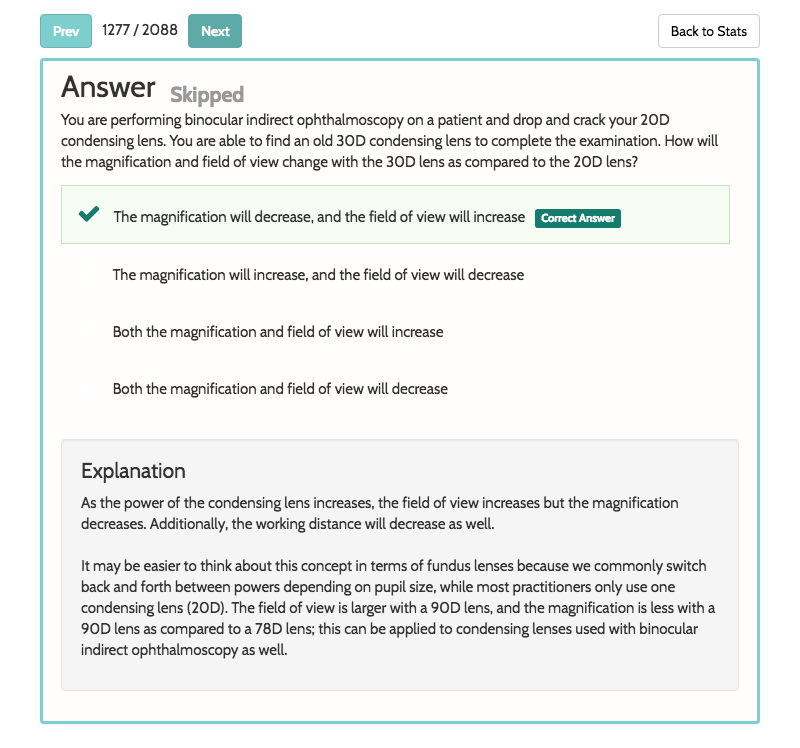 Prev 1277 / 2088 Next Back to Stats
Answer Skipped
You are performing binocular indirect ophthalmoscopy on a patient and drop and crack your 20D
condensing lens. You are able to find an old 30D condensing lens to complete the examination. How will
the magnification and field of view change with the 30D lens as compared to the 20D lens?
The magnification will decrease, and the field of view will increase Correct Answer
The magnification will increase, and the field of view will decrease
Both the magnification and field of view will increase
Both the magnification and field of view will decrease
Explanation
As the power of the condensing lens increases, the field of view increases but the magnification
decreases. Additionally, the working distance will decrease as well.
It may be easier to think about this concept in terms of fundus lenses because we commonly switch
back and forth between powers depending on pupil size, while most practitioners only use one
condensing lens (20D). The field of view is larger with a 90D lens, and the magnification is less with a
90D lens as compared to a 78D lens; this can be applied to condensing lenses used with binocular
indirect ophthalmoscopy as well.